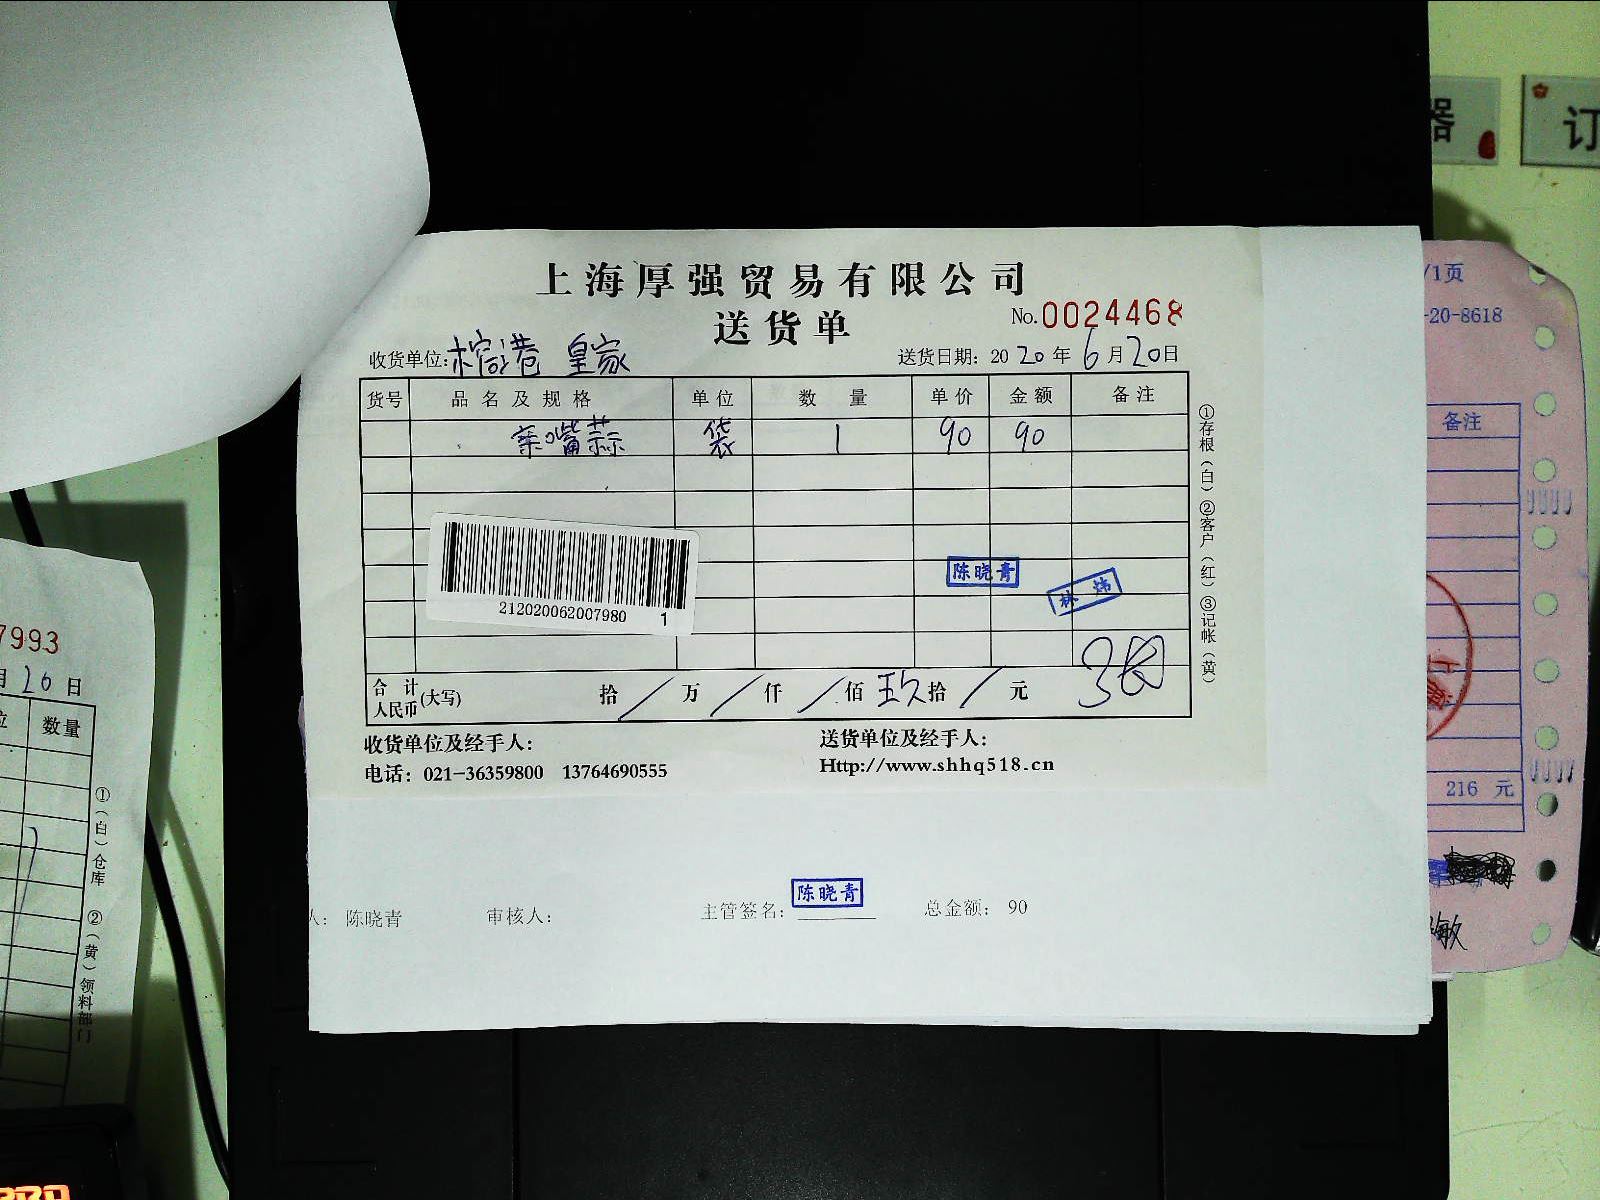 上海厚强贸易有限公司
送货单
No.0024468
收货单位: 皇家
送货日期: 2020年6月20日
货号 品名及规格 单位 数量 单价 金额 备注
亲嘴蒜 袋 1 90 90
212020062007980 1
陈晓青
林炜
合计人民币(大写) 拾 / 万 / 仟 / 佰 玖 拾 / 元
收货单位及经手人:
送货单位及经手人:
电话: 021-36359800 13764690555
Http://www.shhq518.cn
①存根(白) ②客户(红) ③记帐(黄)
人: 陈晓青 审核人: 主管签名: 陈晓青 总金额: 90
7993
月20日
数量
①(白)仓库 ②(黄)领料部门
器
订
/1页
-20-8618
备注
216 元
敏